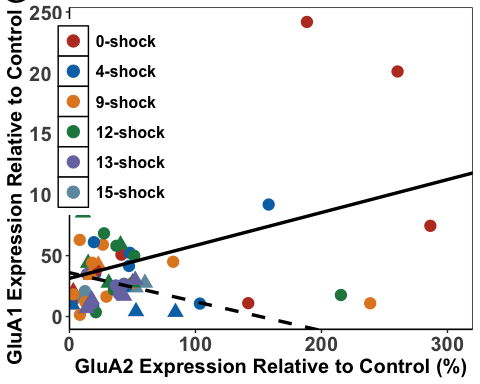 GluA1 Expression Relative to Control (
250
20
15
10
50
0
0-shock
4-shock
9-shock
12-shock
13-shock
15-shock
0
100
200
300
GluA2 Expression Relative to Control (%)